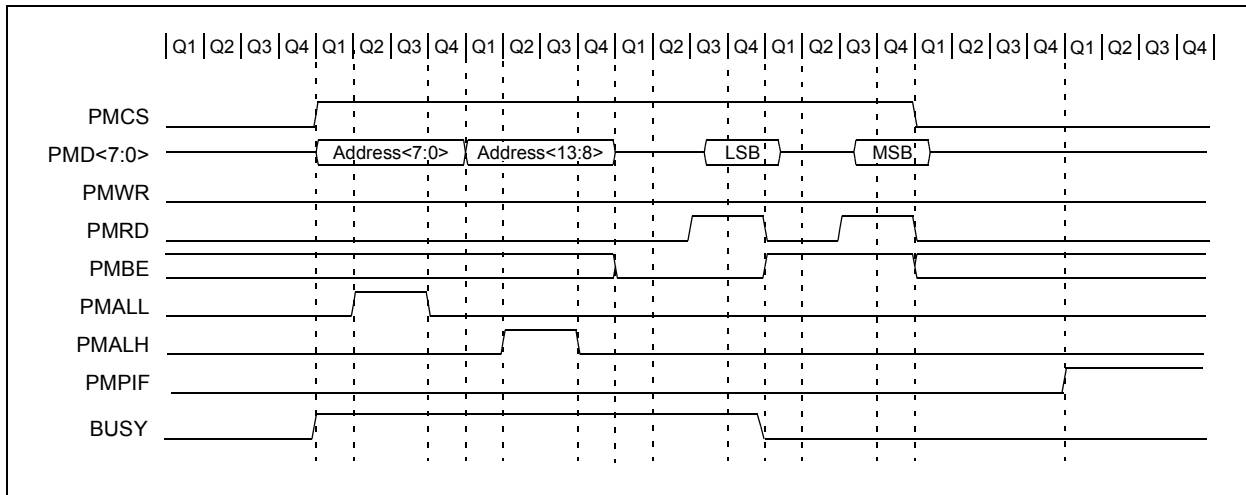 Q1 Q2 Q3 Q4 Q1 Q2 Q3 Q4 Q1 Q2 Q3 Q4 Q1 Q2 Q3 Q4 Q1 Q2 Q3 Q4 Q1 Q2 Q3 Q4 Q1 Q2 Q3 Q4
PMCS
PMD<7:0> Address<7:0> Address<13:8> LSB MSB
PMWR
PMRD
PMBE
PMALL
PMALH
PMPIF
BUSY